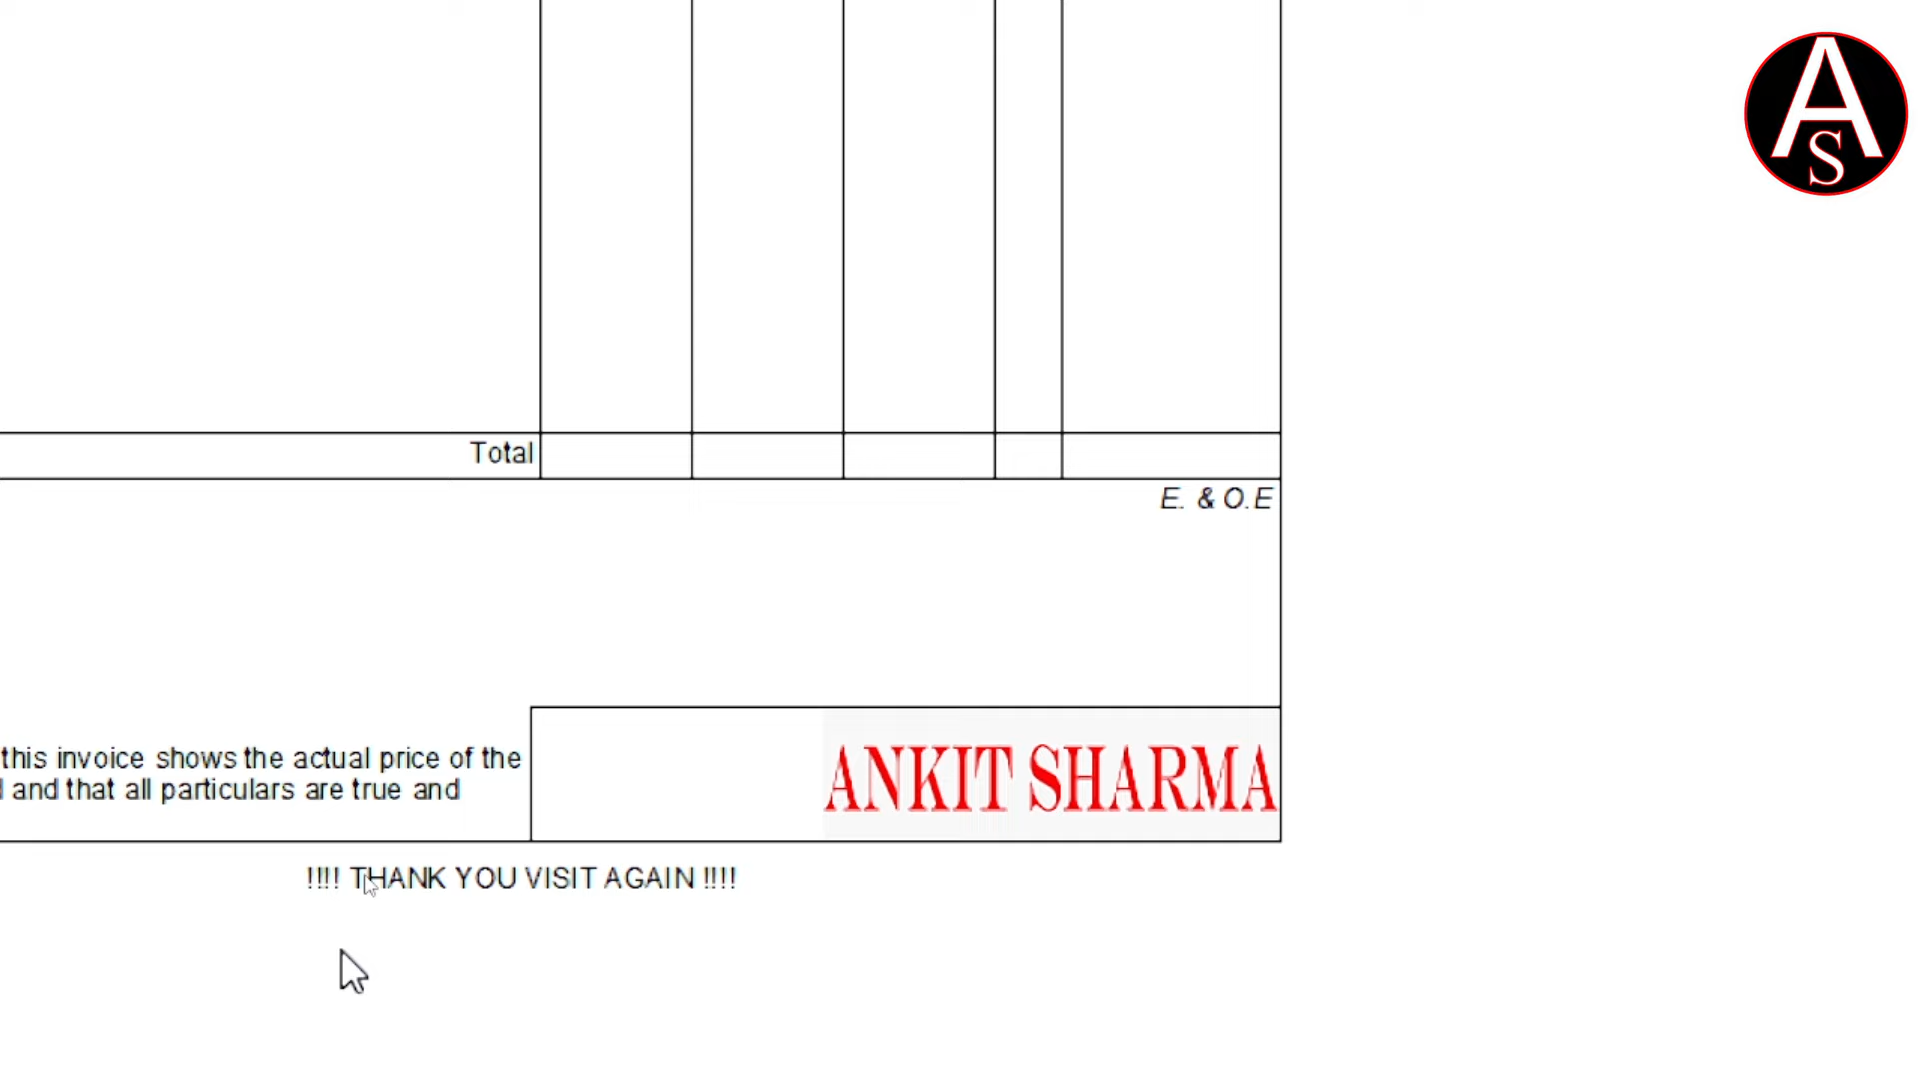 A
S
Total
E. & O.E
this invoice shows the actual price of the
and that all particulars are true and
ANKIT SHARMA
!!!! THANK YOU VISIT AGAIN !!!!